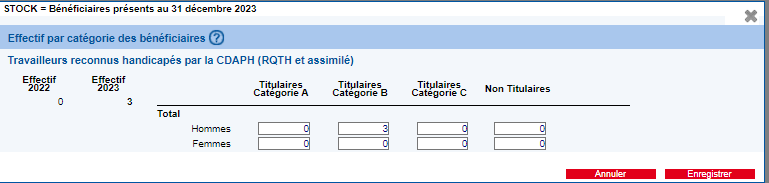 STOCK = Bénéficiaires présents au 31 décembre 2023
Effectif par catégorie des bénéficiaires ?
Travailleurs reconnus handicapés par la CDAPH (RQTH et assimilé)
Effectif 2022 Effectif 2023 Titulaires Catégorie A Titulaires Catégorie B Titulaires Catégorie C Non Titulaires
0 3
Total
Hommes 0 3 0 0
Femmes 0 0 0 0
Annuler Enregistrer